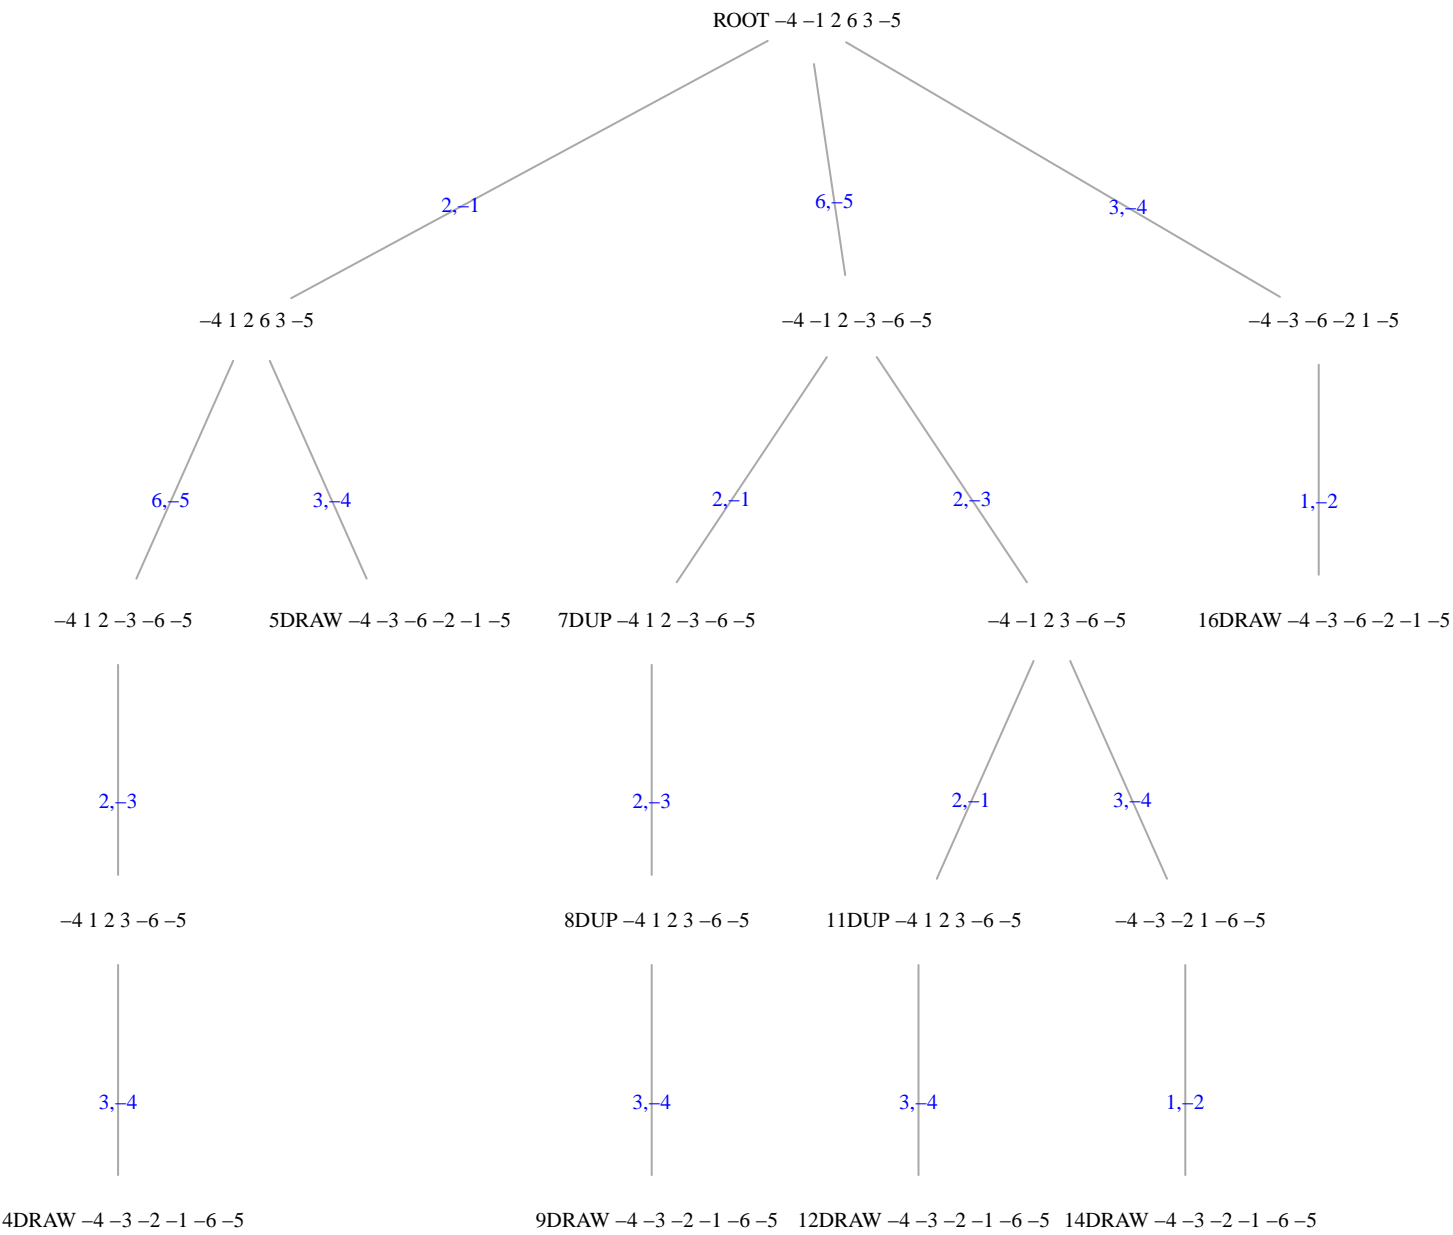 ROOT –4 –1 2 6 3 –5
2,–1
6,–5
3,–4
–4 1 2 6 3 –5
–4 –1 2 –3 –6 –5
–4 –3 –6 –2 1 –5
6,–5
3,–4
2,–1
2,–3
1,–2
–4 1 2 –3 –6 –5
5DRAW –4 –3 –6 –2 –1 –5
7DUP –4 1 2 –3 –6 –5
–4 –1 2 3 –6 –5
16DRAW –4 –3 –6 –2 –1 –5
2,–3
2,–3
2,–1
3,–4
–4 1 2 3 –6 –5
8DUP –4 1 2 3 –6 –5
11DUP –4 1 2 3 –6 –5
–4 –3 –2 1 –6 –5
3,–4
3,–4
3,–4
1,–2
4DRAW –4 –3 –2 –1 –6 –5
9DRAW –4 –3 –2 –1 –6 –5
12DRAW –4 –3 –2 –1 –6 –5
14DRAW –4 –3 –2 –1 –6 –5